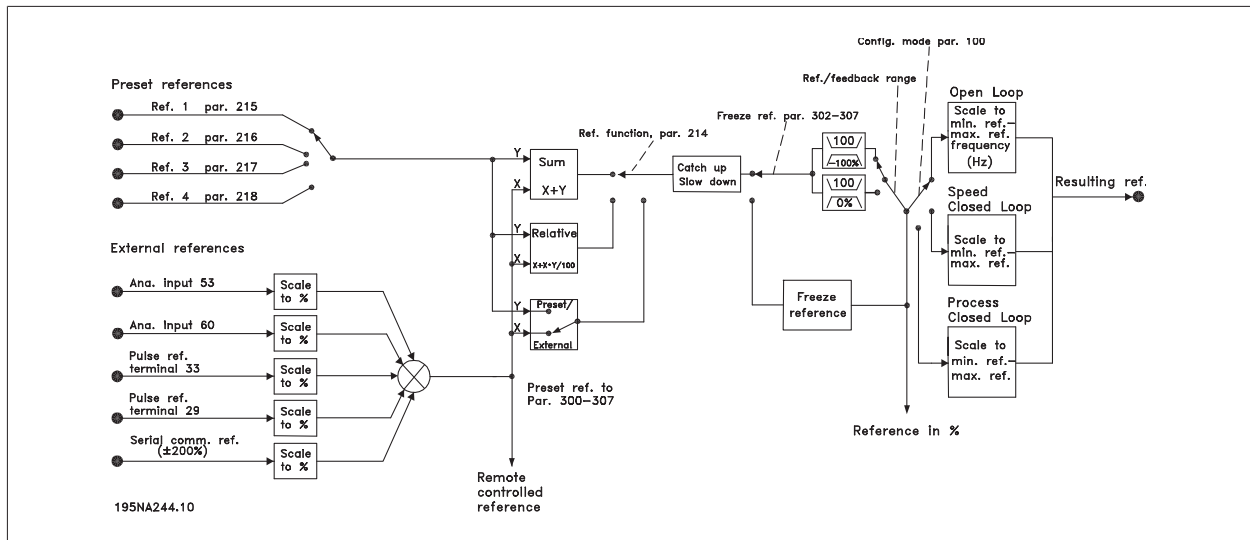 Config. mode par. 100
Ref./feedback range
Preset references
Ref. 1 par. 215
Ref. 2 par. 216
Ref. 3 par. 217
Ref. 4 par. 218
Ref. function, par. 214
Freeze ref. par. 302-307
Y
Sum
X
X+Y
Y
Relative
X
X+X*Y/100
Y
Preset/
X
External
Catch up
Slow down
100
-100%
100
0%
Open Loop
Scale to
min. ref.-
max. ref.
frequency
(Hz)
Speed
Closed Loop
Scale to
min. ref.-
max. ref.
Process
Closed Loop
Scale to
min. ref.-
max. ref.
Resulting ref.
Freeze
reference
Reference in %
External references
Ana. input 53
Scale
to %
Ana. input 60
Scale
to %
Pulse ref.
terminal 33
Scale
to %
Pulse ref.
terminal 29
Scale
to %
Serial comm. ref.
(±200%)
Scale
to %
Preset ref. to
Par. 300-307
Remote
controlled
reference
195NA244.10